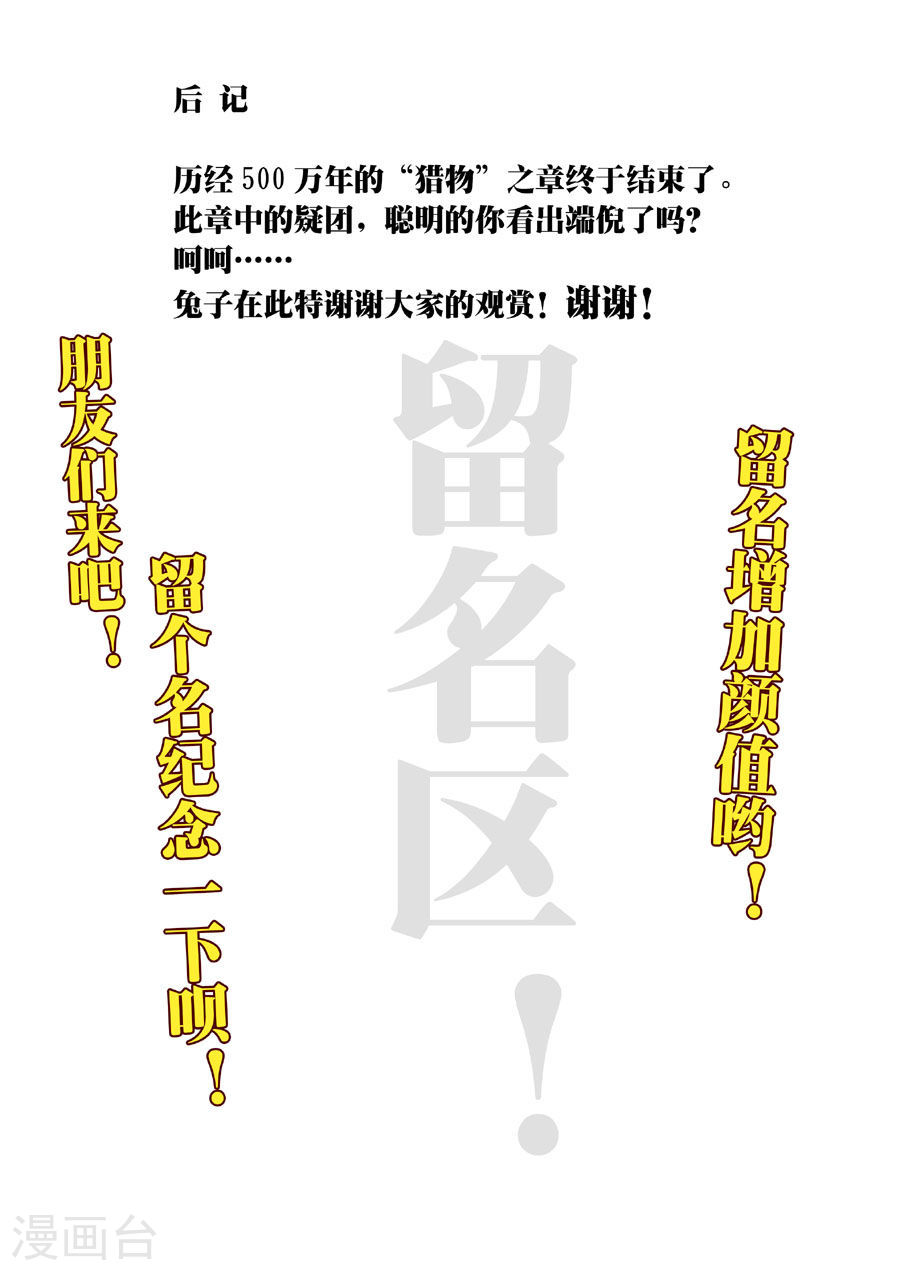 后 记
历经500万年的“猎物”之章终于结束了。
此章中的疑团，聪明的你看出端倪了吗？
呵呵……
兔子在此特谢谢大家的观赏！谢谢！
朋友们来吧！
留个名纪念一下呗！
留名区！
留名增加颜值哟！
漫画台